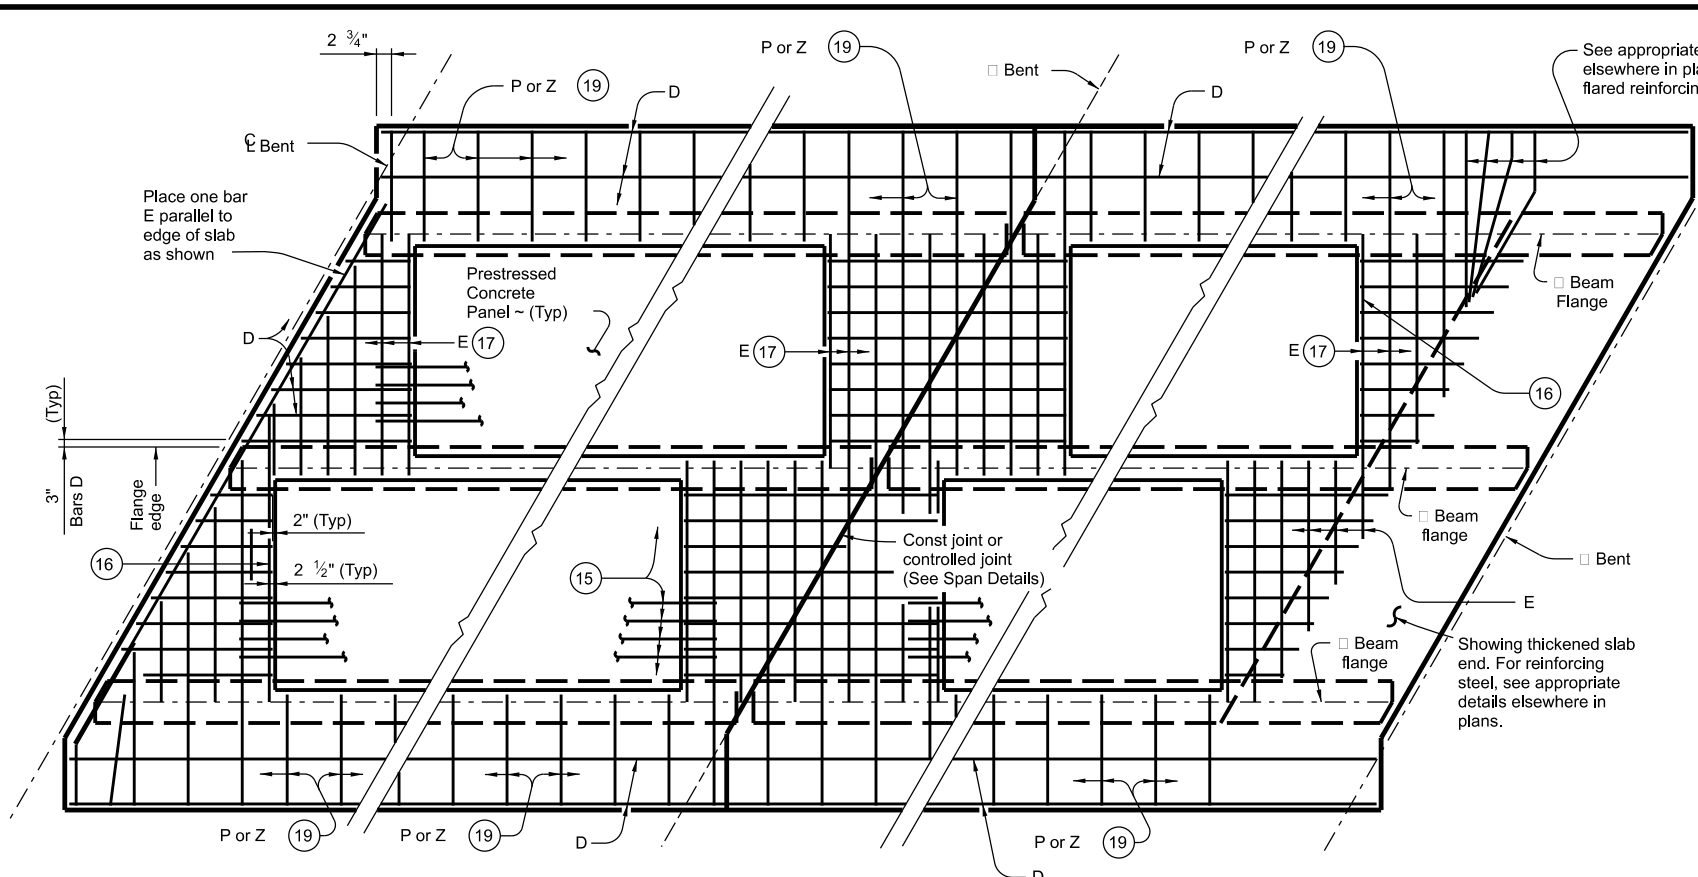 2 ¾"
P or Z 19
D
P or Z 19
□ Bent
P or Z 19
D
See appropriate
elsewhere in pla
flared reinforcin
℄ Bent
Place one bar
E parallel to
edge of slab
as shown
Prestressed
Concrete
Panel ~ (Typ)
□ Beam
Flange
D
E 17
E 17
E 17
16
(Typ)
3"
Bars D
Flange
edge
2" (Typ)
16
2 ½" (Typ)
15
Const joint or
controlled joint
(See Span Details)
□ Beam
flange
□ Bent
E
□ Beam
flange
Showing thickened slab
end. For reinforcing
steel, see appropriate
details elsewhere in
plans.
P or Z 19
P or Z 19
D
P or Z 19
D